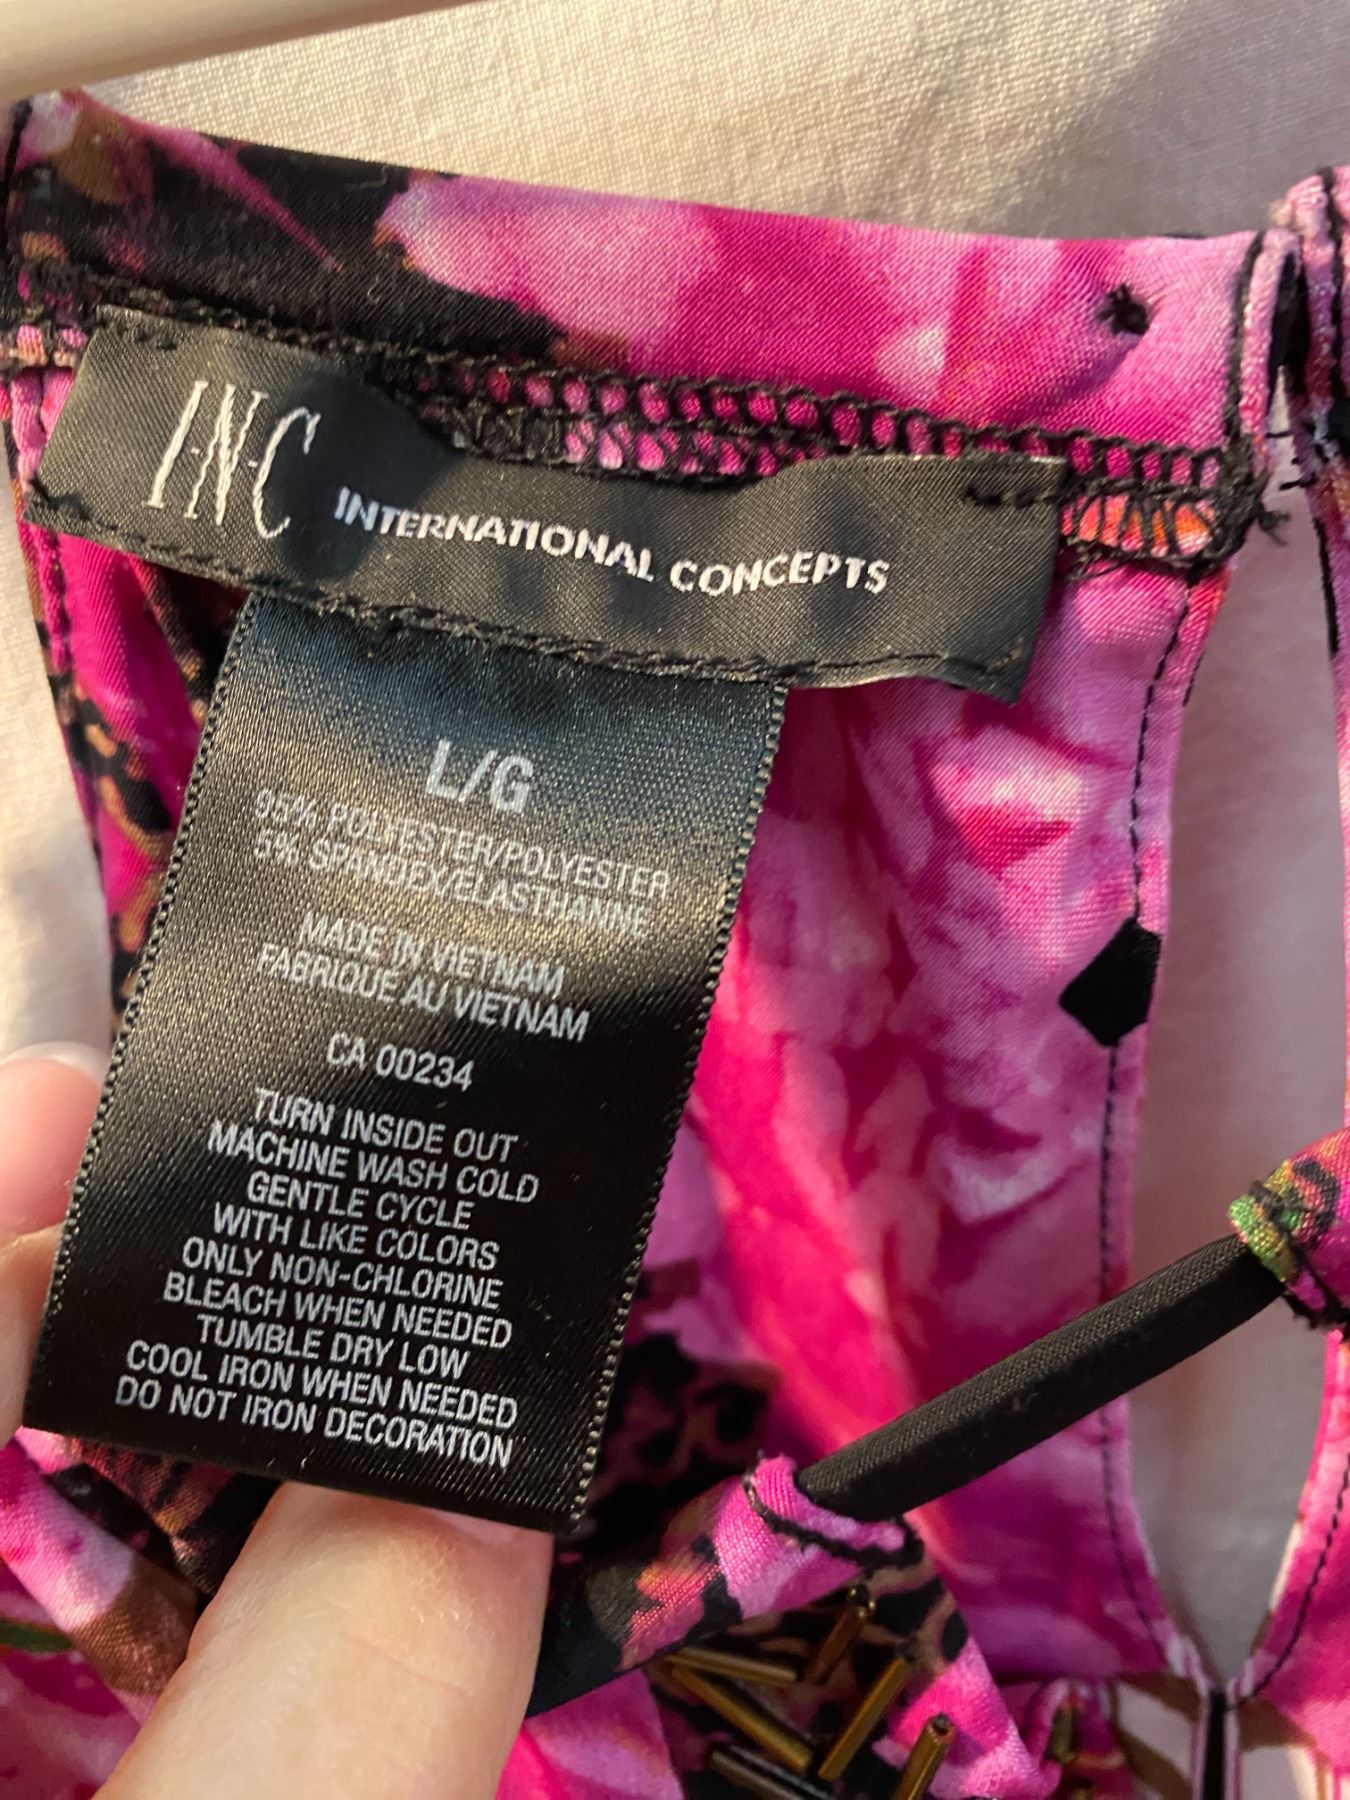 I·N·C INTERNATIONAL CONCEPTS
L/G
95% POLYESTER/POLYESTER
5% SPANDEX/ELASTHANNE
MADE IN VIETNAM
FABRIQUE AU VIETNAM
CA 00234
TURN INSIDE OUT
MACHINE WASH COLD
GENTLE CYCLE
WITH LIKE COLORS
ONLY NON-CHLORINE
BLEACH WHEN NEEDED
TUMBLE DRY LOW
COOL IRON WHEN NEEDED
DO NOT IRON DECORATION